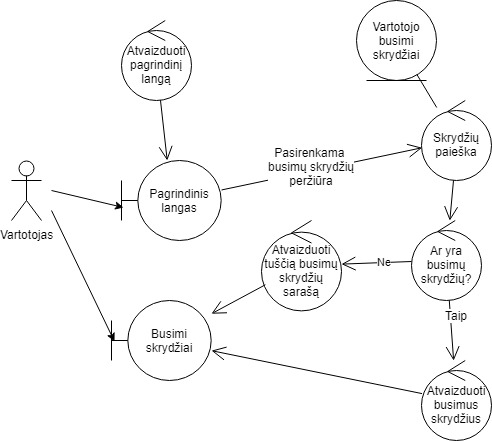 Vartotojo
busimi
skrydžiai
Atvaizduoti
pagrindinį
langą
Skrydžių
paieška
Pasirenkama
busimų skrydžių
peržiūra
Pagrindinis
langas
Vartotojas
Atvaizduoti
tuščią busimų
skrydžių
sarašą
Ne
Ar yra
busimų
skrydžių?
Taip
Busimi
skrydžiai
Atvaizduoti
busimus
skrydžius